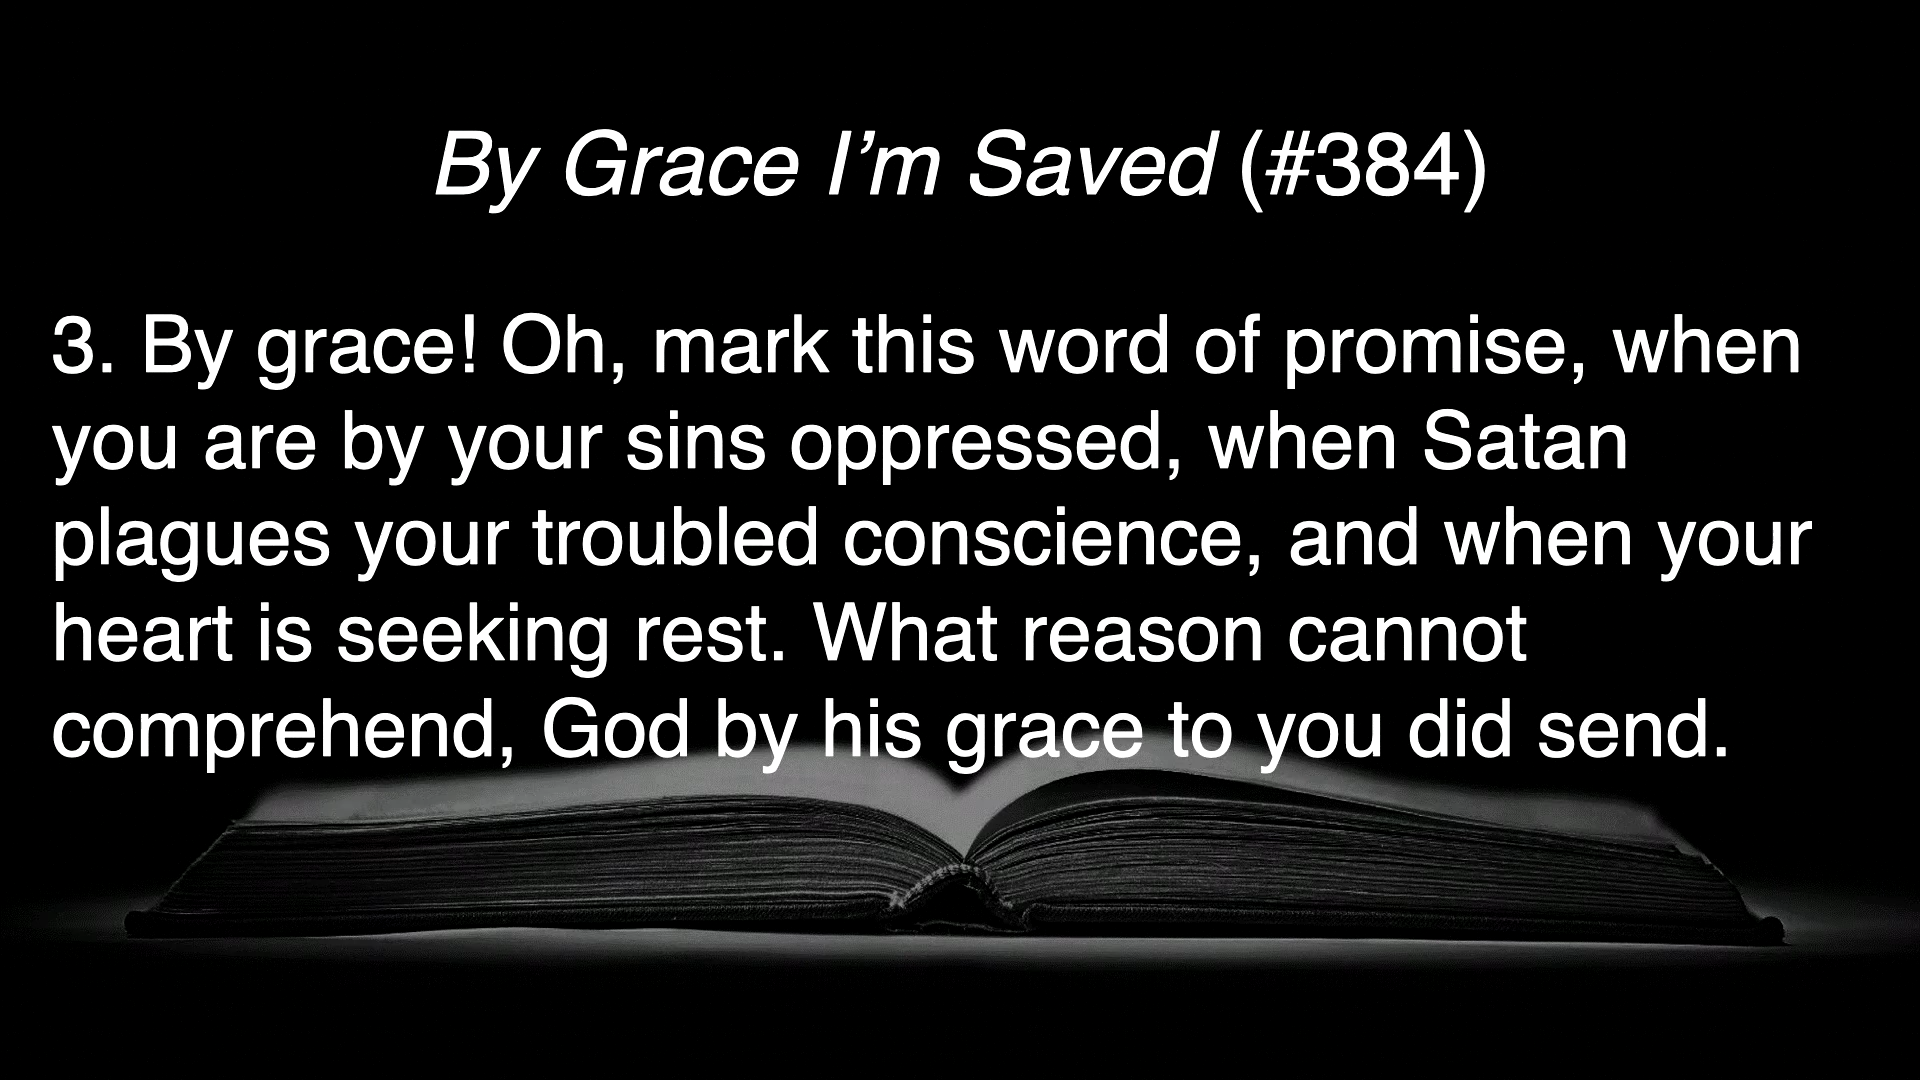 By Grace I’m Saved (#384)
3. By grace! Oh, mark this word of promise, when
you are by your sins oppressed, when Satan
plagues your troubled conscience, and when your
heart is seeking rest. What reason cannot
comprehend, God by his grace to you did send.